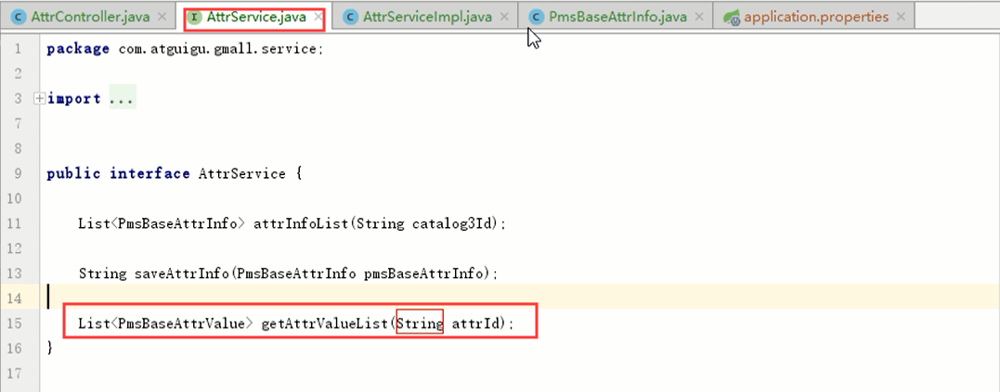 AttrController.java AttrService.java AttrServiceImpl.java PmsBaseAttrInfo.java application.properties
1 package com.atguigu.gmall.service;
2
3 import ...
7
8
9 public interface AttrService {
10
11 List<PmsBaseAttrInfo> attrInfoList(String catalog3Id);
12
13 String saveAttrInfo(PmsBaseAttrInfo pmsBaseAttrInfo);
14
15 List<PmsBaseAttrValue> getAttrValueList(String attrId);
16 }
17